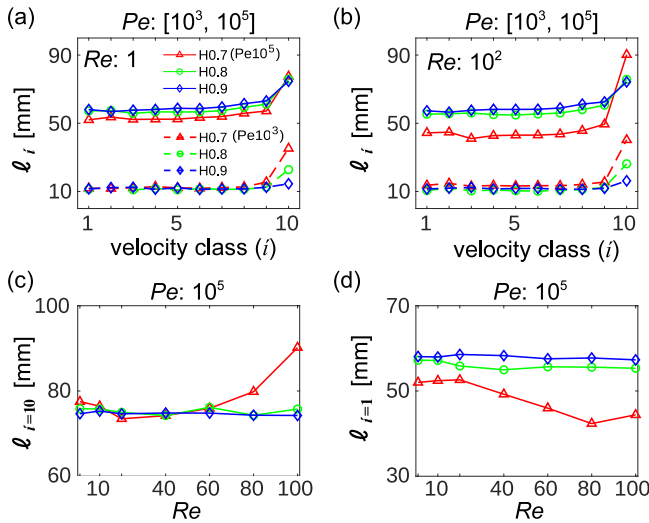 (a)
Pe: [10³, 10⁵]
Re: 1
H0.7 (Pe10⁵)
H0.8
H0.9
H0.7 (Pe10³)
H0.8
H0.9
90
50
10
ℓ i [mm]
1
5
10
velocity class (i)
(b)
Pe: [10³, 10⁵]
Re: 10²
90
50
10
ℓ i [mm]
1
5
10
velocity class (i)
(c)
Pe: 10⁵
100
80
60
ℓ i=10 [mm]
10
40
60
80
100
Re
(d)
Pe: 10⁵
70
50
30
ℓ i=1 [mm]
10
40
60
80
100
Re